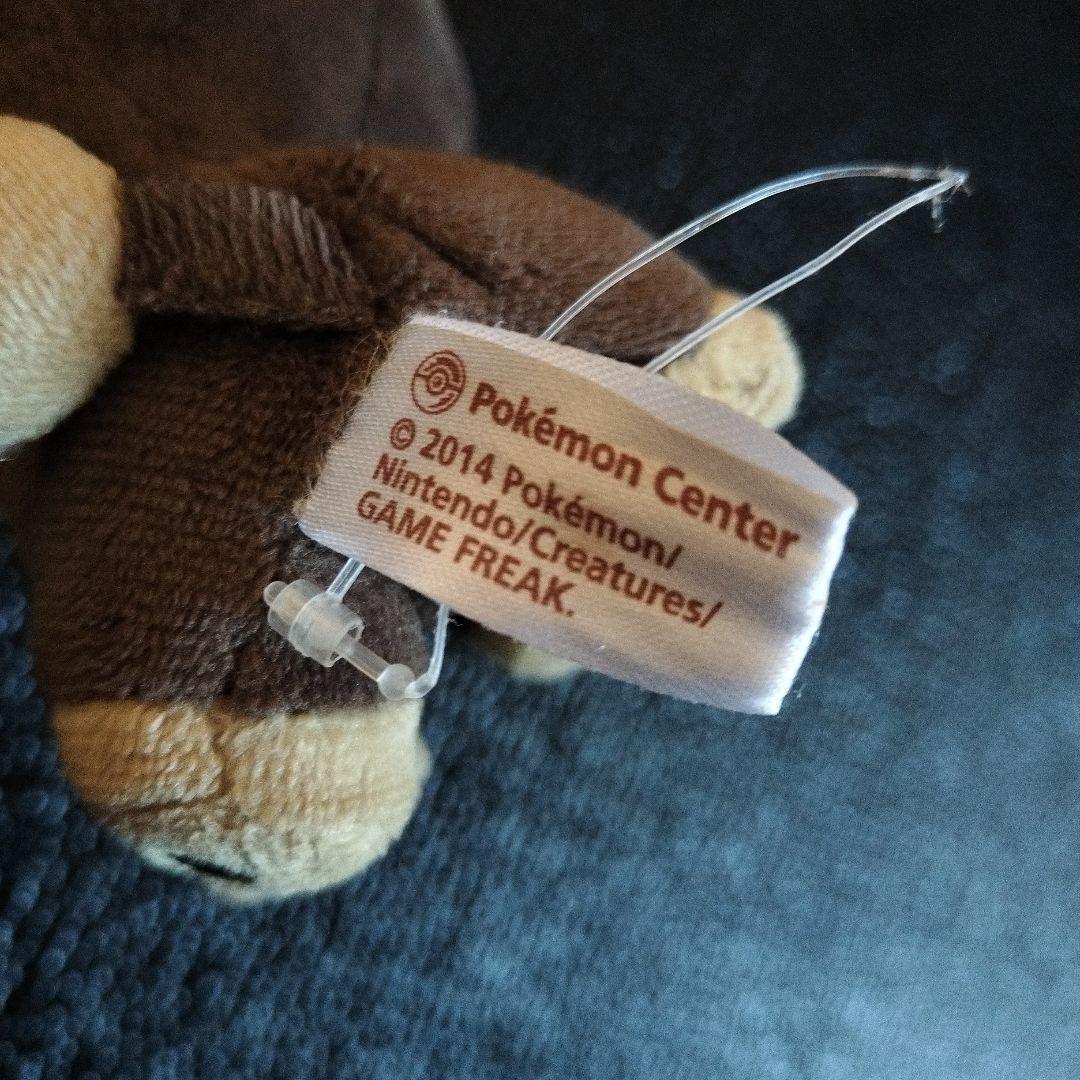 Pokémon Center
© 2014 Pokémon/
Nintendo/Creatures/
GAME FREAK.